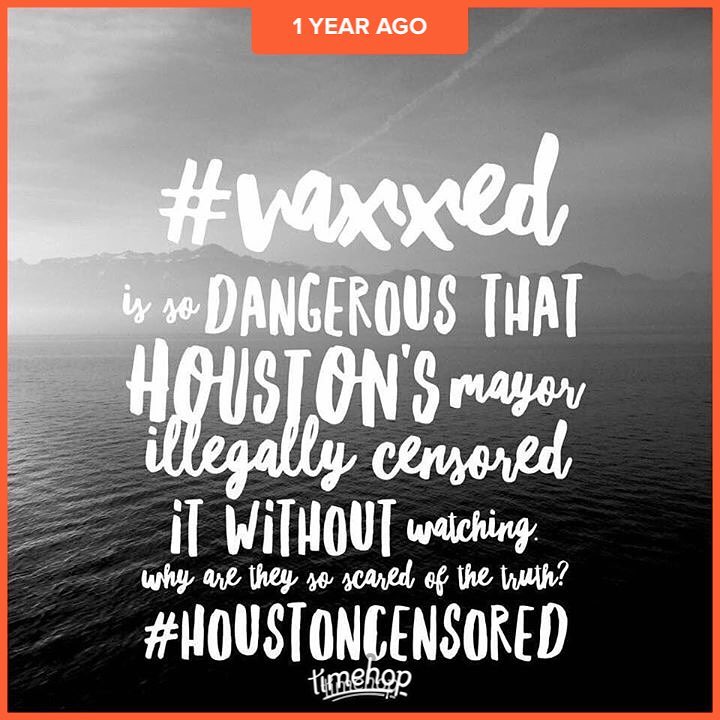 1 YEAR AGO
#vaxxed
is so DANGEROUS THAT
HOUSTON'S mayor
illegally censored
iT WiTHOUT watching.
why are they so scared of the truth?
#HOUSTONCENSORED
timehop